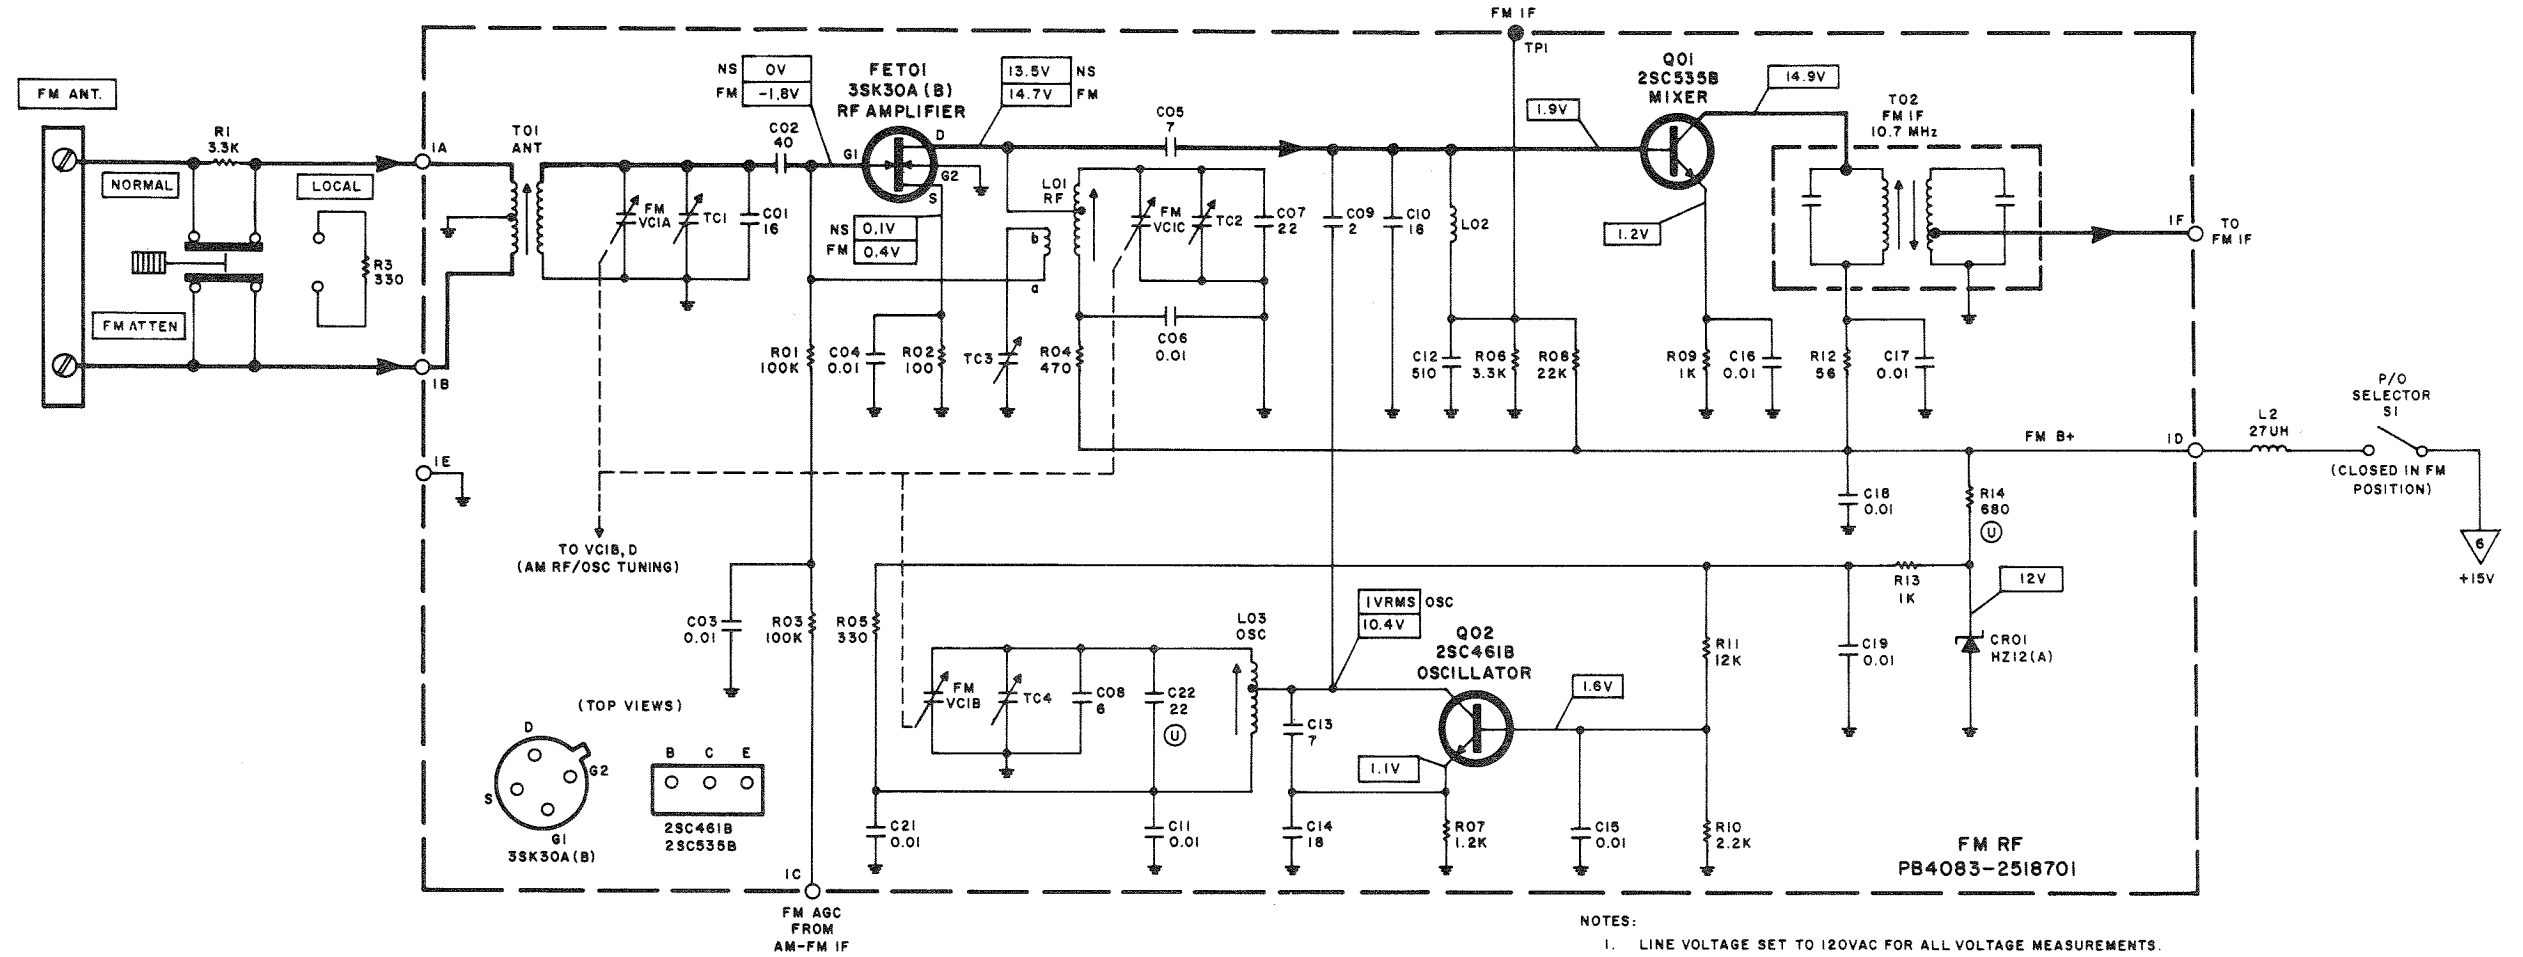 FM IF
TP1
FM ANT.
R1
3.3K
NORMAL
LOCAL
R3
330
FM ATTEN
1A
1B
1E
T01
ANT
FM
VC1A
TC1
C01
16
C02
40
NS 0V
FM -1.8V
FET01
3SK30A(B)
RF AMPLIFIER
G1
D
G2
S
13.5V NS
14.7V FM
NS 0.1V
FM 0.4V
C05
7
L01
RF
b
a
FM
VC1C
TC2
C07
22
C09
2
C10
18
L02
C06
0.01
R01
100K
C04
0.01
R02
100
TC3
R04
470
C12
510
R06
3.3K
R08
22K
1.9V
Q01
2SC535B
MIXER
14.9V
1.2V
R09
1K
C16
0.01
R12
56
C17
0.01
T02
FM IF
10.7 MHz
1F
TO
FM IF
FM B+
1D
L2
27UH
P/O
SELECTOR
S1
(CLOSED IN FM
POSITION)
6
+15V
C18
0.01
R14
680
U
R13
1K
12V
CR01
HZ12(A)
C19
0.01
R11
12K
R10
2.2K
TO VC1B,D
(AM RF/OSC TUNING)
C03
0.01
R03
100K
R05
330
FM
VC1B
TC4
C08
6
C22
22
U
L03
OSC
1VRMS OSC
10.4V
Q02
2SC461B
OSCILLATOR
1.6V
1.1V
C13
7
C14
18
R07
1.2K
C15
0.01
C21
0.01
C11
0.01
(TOP VIEWS)
D
G2
S
G1
3SK30A(B)
B C E
2SC461B
2SC535B
1C
FM AGC
FROM
AM-FM IF
FM RF
PB4083-2518701
NOTES:
1. LINE VOLTAGE SET TO 120VAC FOR ALL VOLTAGE MEASUREMENTS.